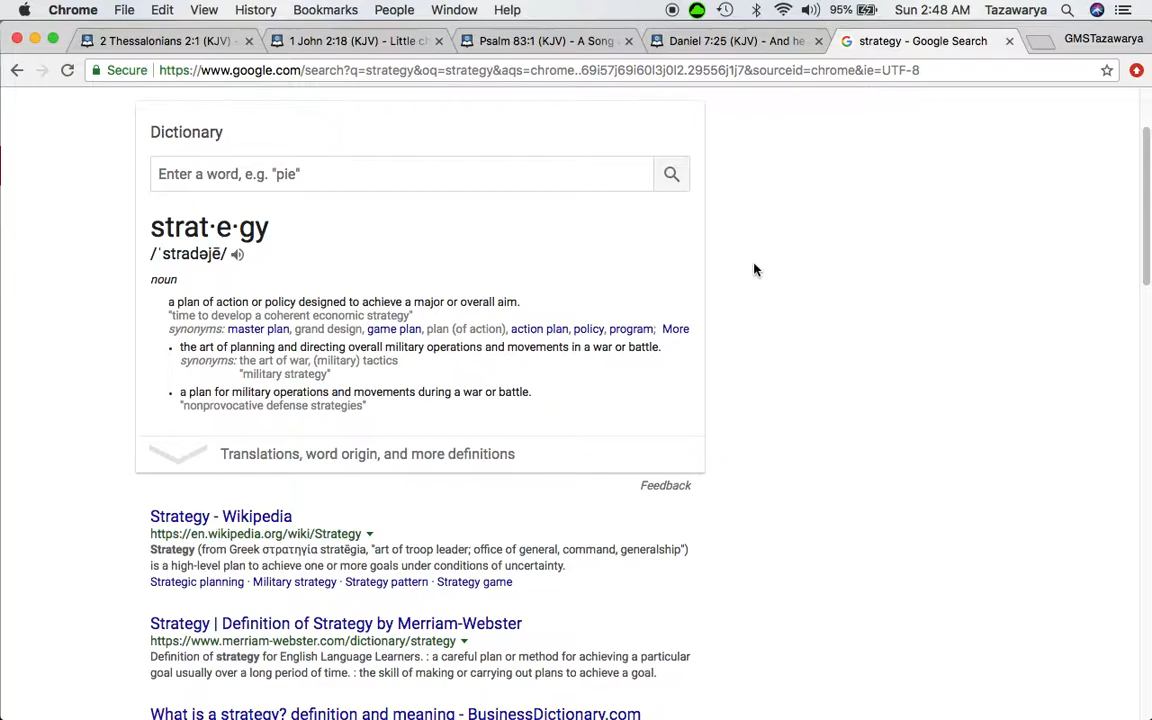 Chrome File Edit View History Bookmarks People Window Help 95% Sun 2:48 AM Tazawarya
2 Thessalonians 2:1 (KJV) - 1 John 2:18 (KJV) - Little c Psalm 83:1 (KJV) - A Song Daniel 7:25 (KJV) - And he strategy - Google Search GMSTazawarya
Secure https://www.google.com/search?q=strategy&oq=strategy&aqs=chrome..69i57j69i60l3j0l2.29556j1j7&sourceid=chrome&ie=UTF-8
Dictionary
Enter a word, e.g. "pie"
strat·e·gy
/ˈstradəjē/
noun
a plan of action or policy designed to achieve a major or overall aim.
"time to develop a coherent economic strategy"
synonyms: master plan, grand design, game plan, plan (of action), action plan, policy, program; More
• the art of planning and directing overall military operations and movements in a war or battle.
synonyms: the art of war, (military) tactics
"military strategy"
• a plan for military operations and movements during a war or battle.
"nonprovocative defense strategies"
Translations, word origin, and more definitions
Feedback
Strategy - Wikipedia
https://en.wikipedia.org/wiki/Strategy
Strategy (from Greek στρατηγία stratēgia, "art of troop leader; office of general, command, generalship")
is a high-level plan to achieve one or more goals under conditions of uncertainty.
Strategic planning · Military strategy · Strategy pattern · Strategy game
Strategy | Definition of Strategy by Merriam-Webster
https://www.merriam-webster.com/dictionary/strategy
Definition of strategy for English Language Learners. : a careful plan or method for achieving a particular
goal usually over a long period of time. : the skill of making or carrying out plans to achieve a goal.
What is a strategy? definition and meaning - BusinessDictionary.com